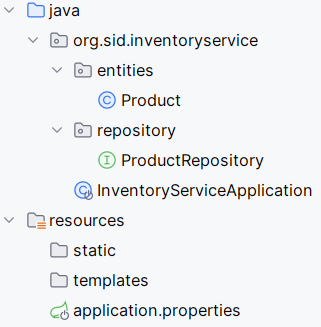 java
org.sid.inventoryservice
entities
Product
repository
ProductRepository
InventoryServiceApplication
resources
static
templates
application.properties